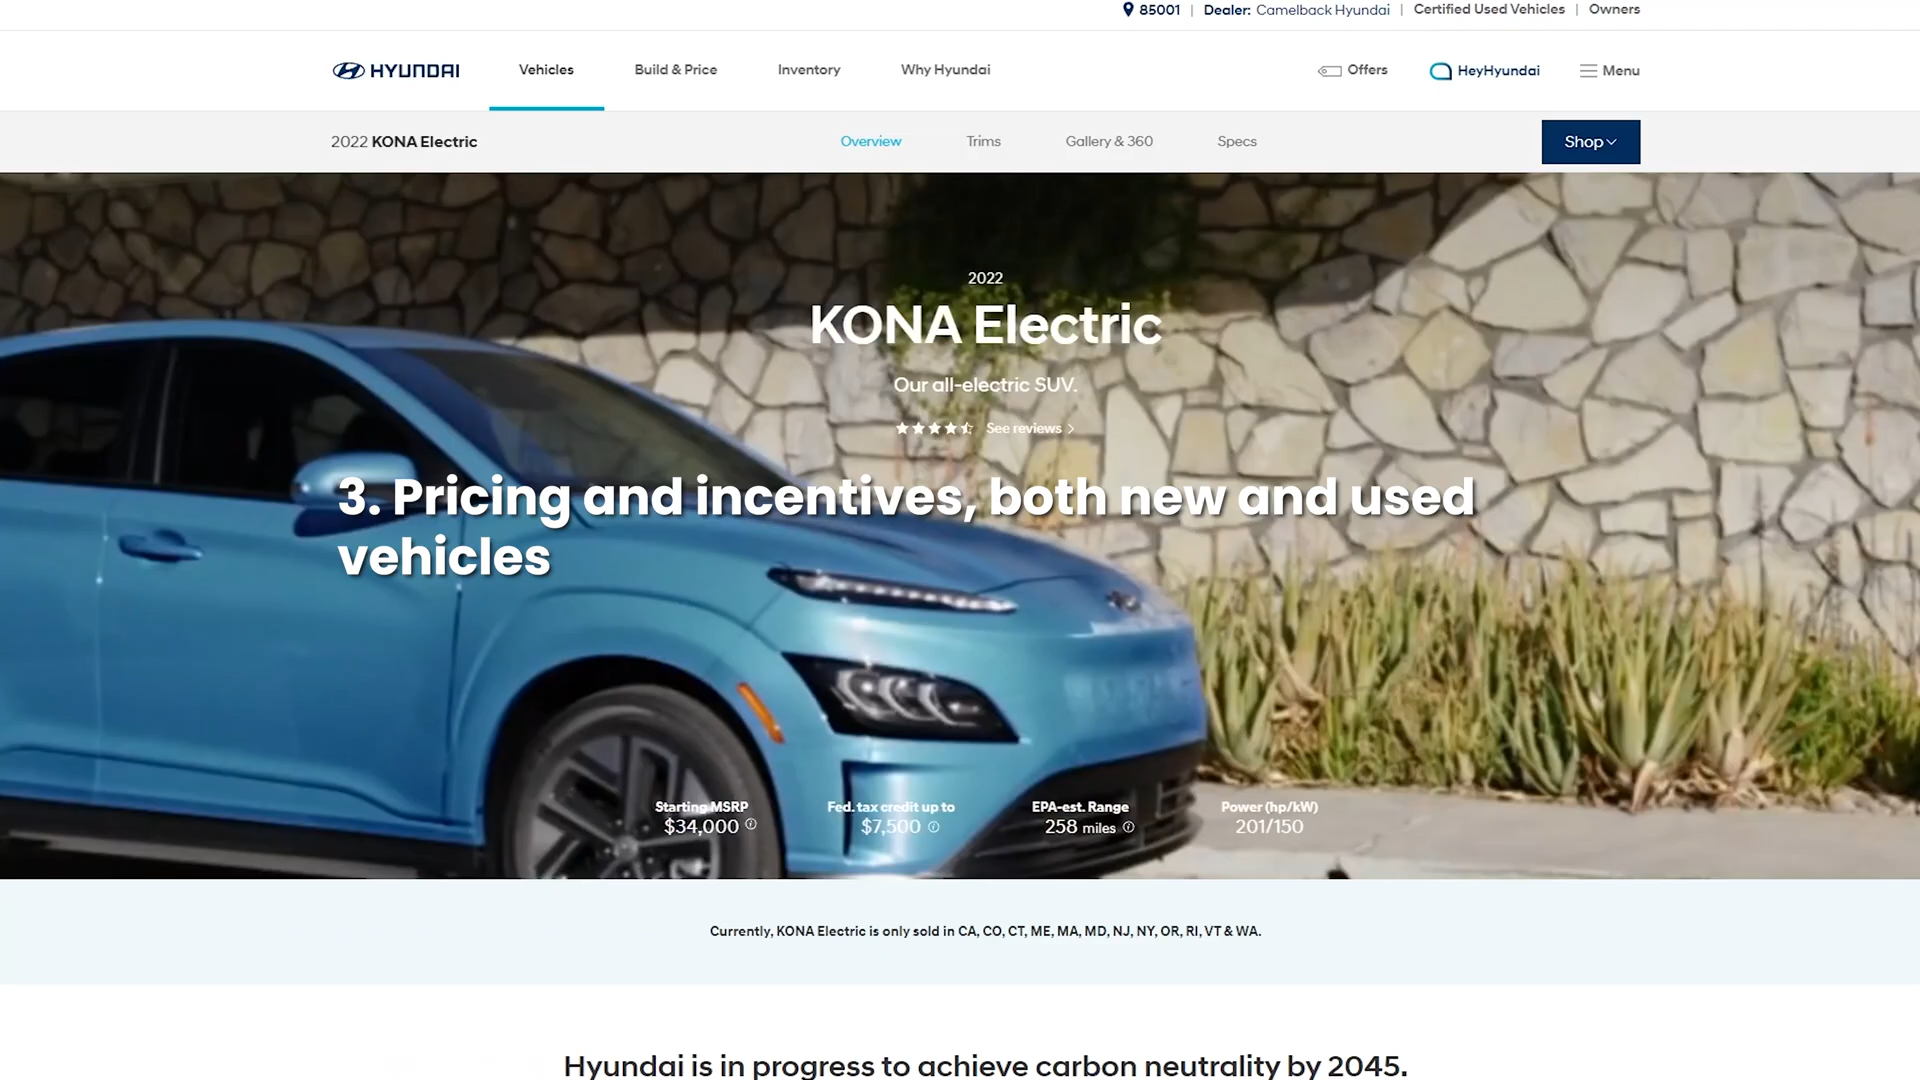 85001 | Dealer: Camelback Hyundai | Certified Used Vehicles | Owners
HYUNDAI Vehicles Build & Price Inventory Why Hyundai Offers HeyHyundai Menu
2022 KONA Electric Overview Trims Gallery & 360 Specs Shop
2022
KONA Electric
Our all-electric SUV.
See reviews
3. Pricing and incentives, both new and used
vehicles
Starting MSRP Fed. tax credit up to EPA-est. Range Power (hp/kW)
$34,000 $7,500 258 miles 201/150
Currently, KONA Electric is only sold in CA, CO, CT, ME, MA, MD, NJ, NY, OR, RI, VT & WA.
Hyundai is in progress to achieve carbon neutrality by 2045.